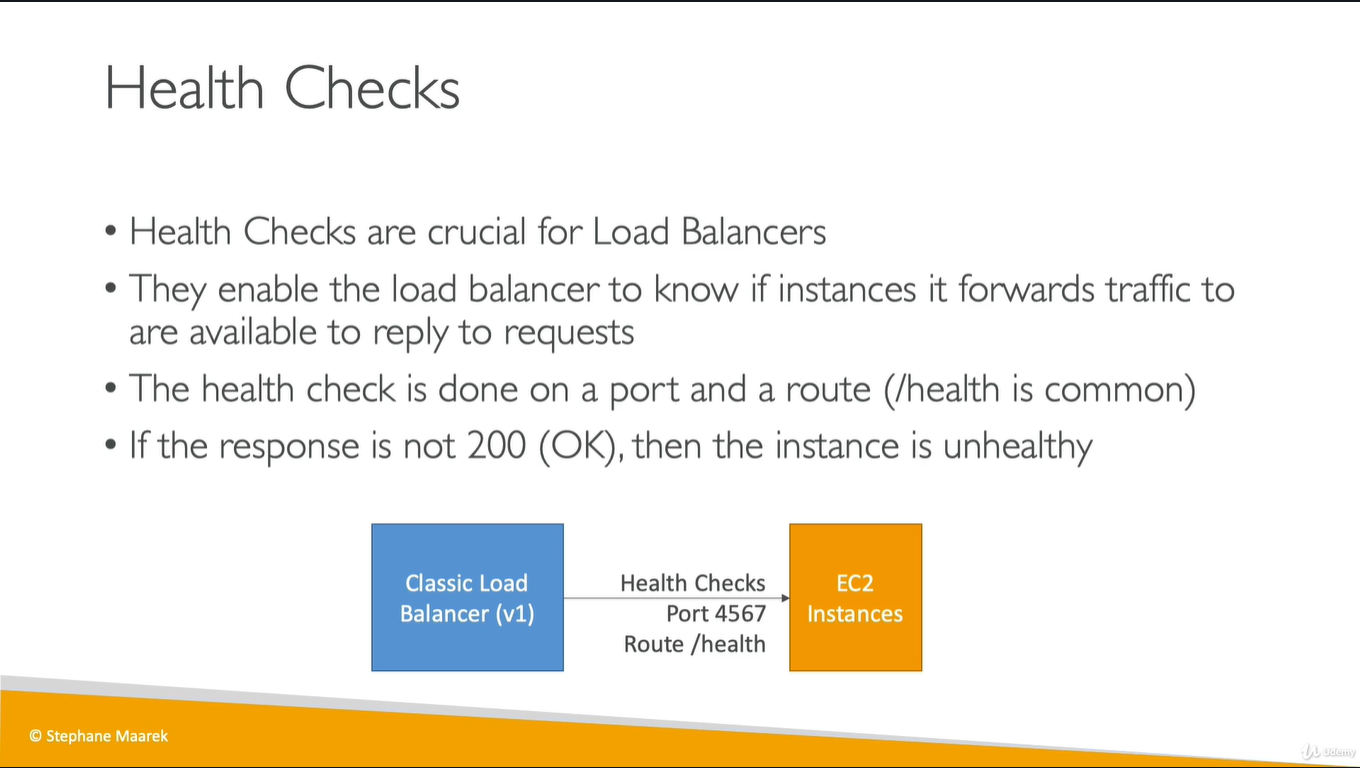 Health Checks
• Health Checks are crucial for Load Balancers
• They enable the load balancer to know if instances it forwards traffic to
are available to reply to requests
• The health check is done on a port and a route (/health is common)
• If the response is not 200 (OK), then the instance is unhealthy
Classic Load
Balancer (v1)
Health Checks
Port 4567
Route /health
EC2
Instances
© Stephane Maarek
Udemy